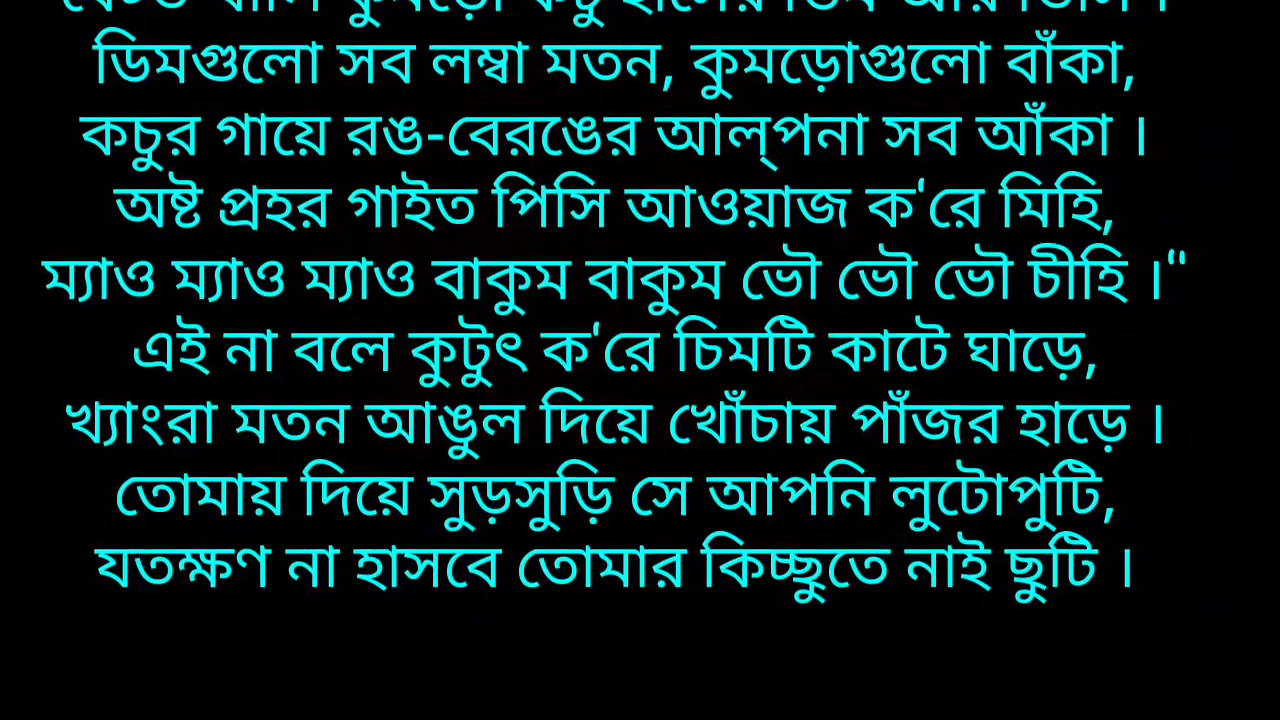 ডিমগুলো সব লম্বা মতন, কুমড়োগুলো বাঁকা,
কচুর গায়ে রঙ-বেরঙের আল্‌পনা সব আঁকা ।
অষ্ট প্রহর গাইত পিসি আওয়াজ ক'রে মিহি,
ম্যাও ম্যাও ম্যাও বাকুম বাকুম ভৌ ভৌ ভৌ চীহি ।"
এই না বলে কুটুৎ ক'রে চিমটি কাটে ঘাড়ে,
খ্যাংরা মতন আঙুল দিয়ে খোঁচায় পাঁজর হাড়ে ।
তোমায় দিয়ে সুড়সুড়ি সে আপনি লুটোপুটি,
যতক্ষণ না হাসবে তোমার কিচ্ছুতে নাই ছুটি ।